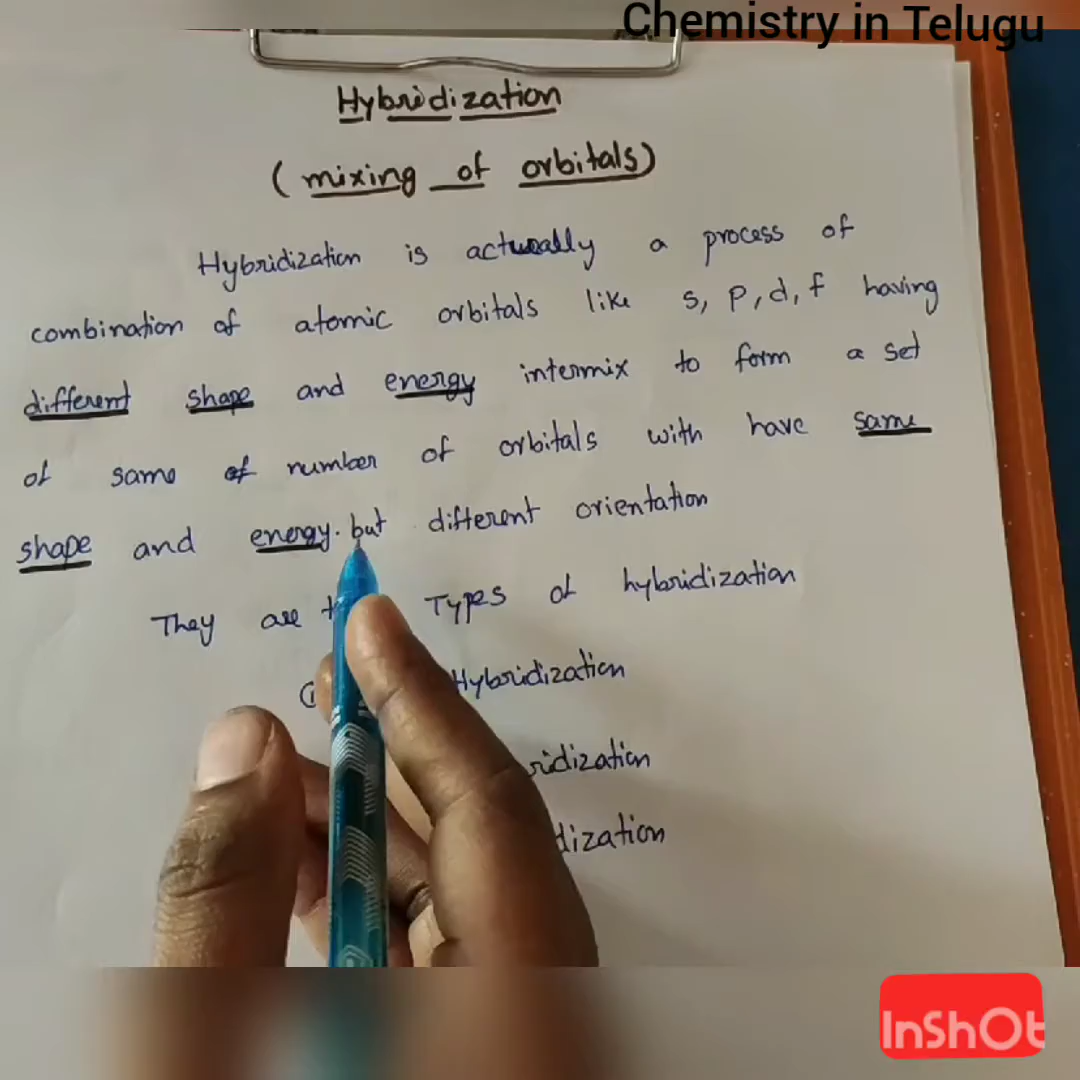 Chemistry in Telugu
Hybridization
(mixing of orbitals)
Hybridization is actually a process of
combination of atomic orbitals like s, p, d, f having
different shape and energy intermix to form a set
of same of number of orbitals with have same
shape and energy. but different orientation
They are Types of hybridization
Hybridization
InShOt